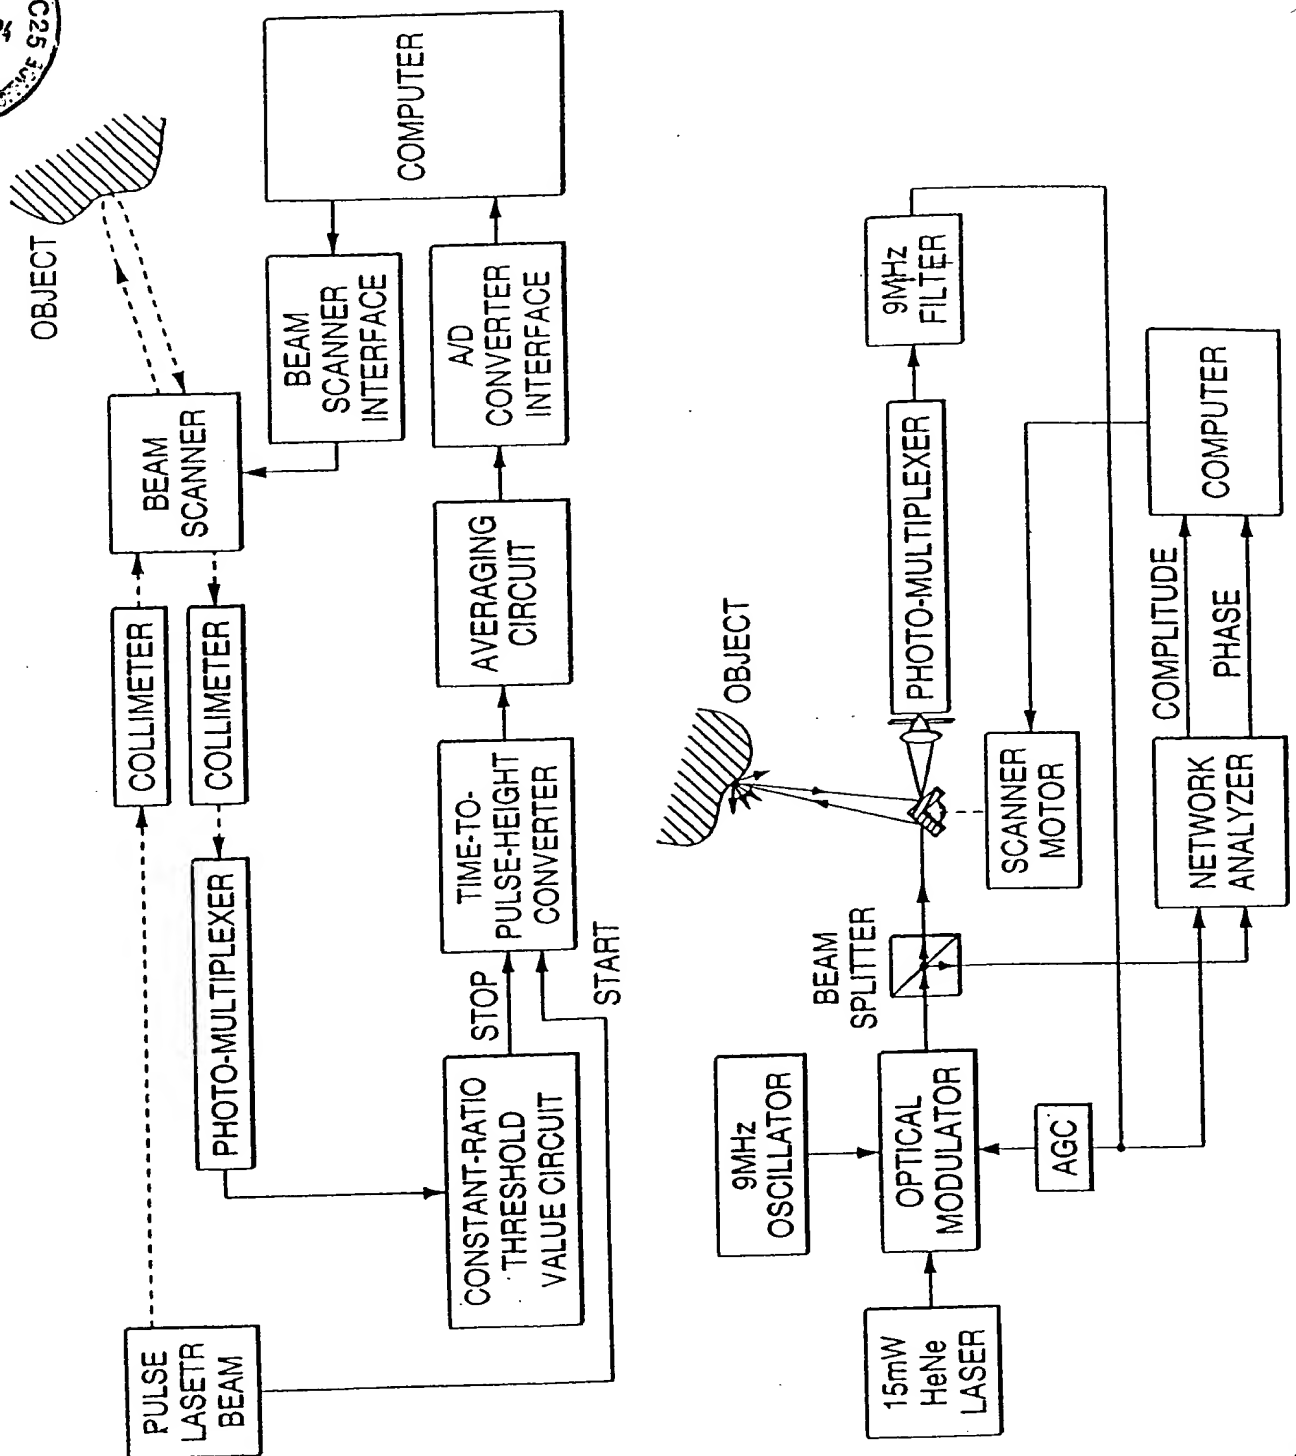 PULSE
LASETR
BEAM
COLLIMETER
COLLIMETER
PHOTO-MULTIPLEXER
BEAM
SCANNER
OBJECT
CONSTANT-RATIO
THRESHOLD
VALUE CIRCUIT
STOP
START
TIME-TO-
PULSE-HEIGHT
CONVERTER
AVERAGING
CIRCUIT
A/D
CONVERTER
INTERFACE
BEAM
SCANNER
INTERFACE
COMPUTER
15mW
HeNe
LASER
9MHz
OSCILLATOR
OPTICAL
MODULATOR
AGC
BEAM
SPLITTER
OBJECT
SCANNER
MOTOR
PHOTO-MULTIPLEXER
9MHz
FILTER
NETWORK
ANALYZER
COMPLITUDE
PHASE
COMPUTER